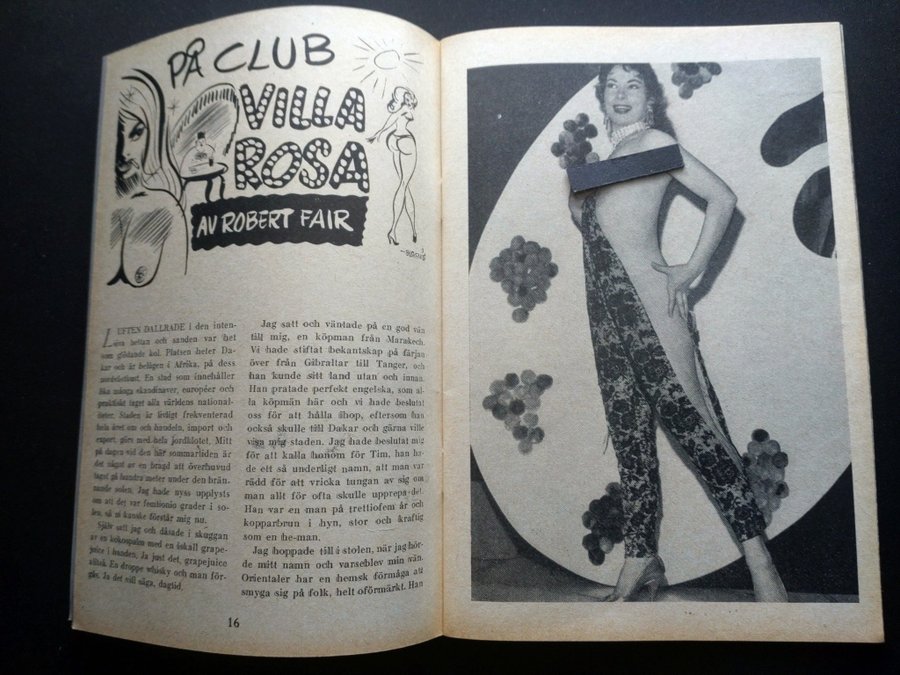 PÅ CLUB
VILLA
ROSA
AV ROBERT FAIR
LUFTEN DALLRADE i den inten-
siva hettan och sanden var het
som glödande kol. Platsen heter Da-
kar och är belägen i Afrika, på dess
nordvästkust. En stad som innehåller
lika många skandinaver, européer och
praktiskt taget alla världens national-
iteter. Staden är livligt frekventerad
hela året om och handeln, import och
export görs med hela jordklotet. Mitt
på dagen vid den här sommartiden är
det något av en bragd att överhuvud
taget gå hundra meter under den brän-
nande solen. Jag hade nyss upplysts
om att det var femtionio grader i so-
len, så ni kanske förstår mig nu.
Själv satt jag och dåsade i skuggan
av en kokospalm med en iskall grape-
juice i handen. Ja just det, grapejuice
alltså. En droppe whisky och man för-
går. Ja det vill säga, dagtid.
Jag satt och väntade på en god vän
till mig, en köpman från Marakech.
Vi hade stiftat bekantskap på färjan
över från Gibraltar till Tanger, och
han kunde sitt land utan och innan.
Han pratade perfekt engelska, som al-
la köpmän här och vi hade beslutat
oss för att hålla ihop, eftersom han
också skulle till Dakar och gärna ville
visa mig staden. Jag hade beslutat mig
för att kalla honom för Tim, han ha-
de ett så underligt namn, att man var
rädd för att vricka tungan av sig om
man allt för ofta skulle upprepa det.
Han var en man på trettiofem år och
kopparbrun i hyn, stor och kraftig
som en he-man.
Jag hoppade till i stolen, när jag hör-
de mitt namn och varseblev min vän.
Orientaler har en hemsk förmåga att
smyga sig på folk, helt oförmärkt. Han
16